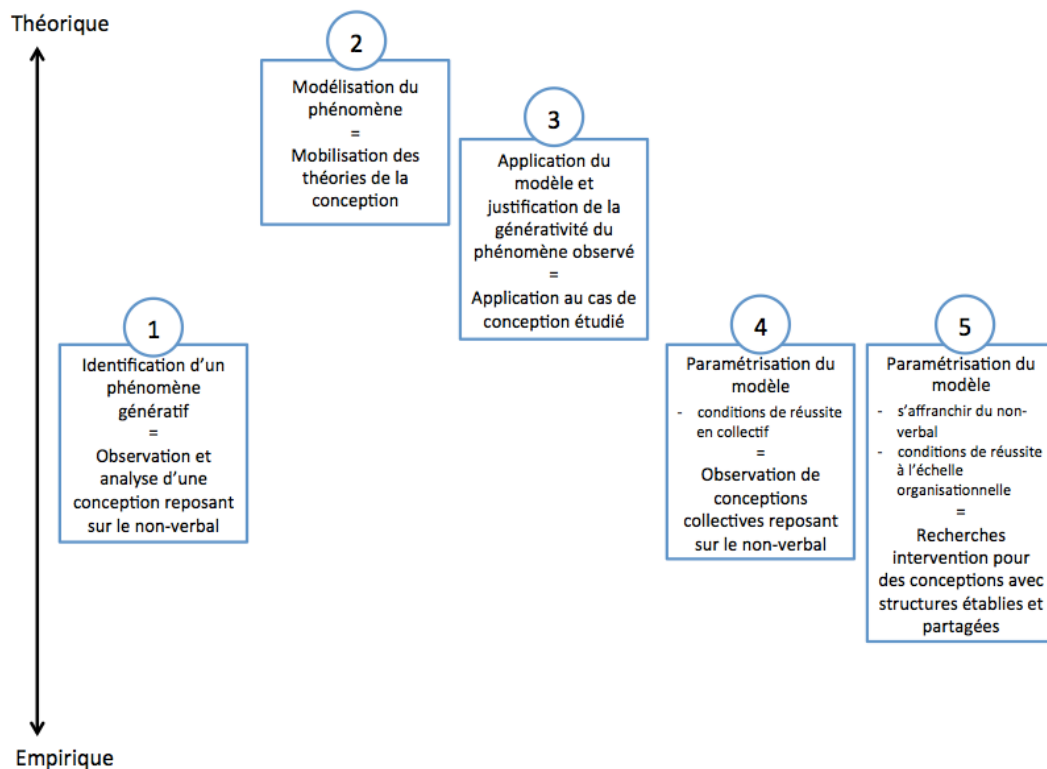 Théorique
2
Modélisation du
phénomène
=
Mobilisation des
théories de la
conception
3
Application du
modèle et
justification de la
générativité du
phénomène observé
=
Application au cas de
conception étudié
1
Identification d'un
phénomène
génératif
=
Observation et
analyse d'une
conception reposant
sur le non-verbal
4
Paramétrisation du
modèle
- conditions de réussite
en collectif
=
Observation de
conceptions
collectives reposant
sur le non-verbal
5
Paramétrisation du
modèle
- s'affranchir du non-
verbal
- conditions de réussite
à l'échelle
organisationnelle
=
Recherches
intervention pour
des conceptions avec
structures établies et
partagées
Empirique